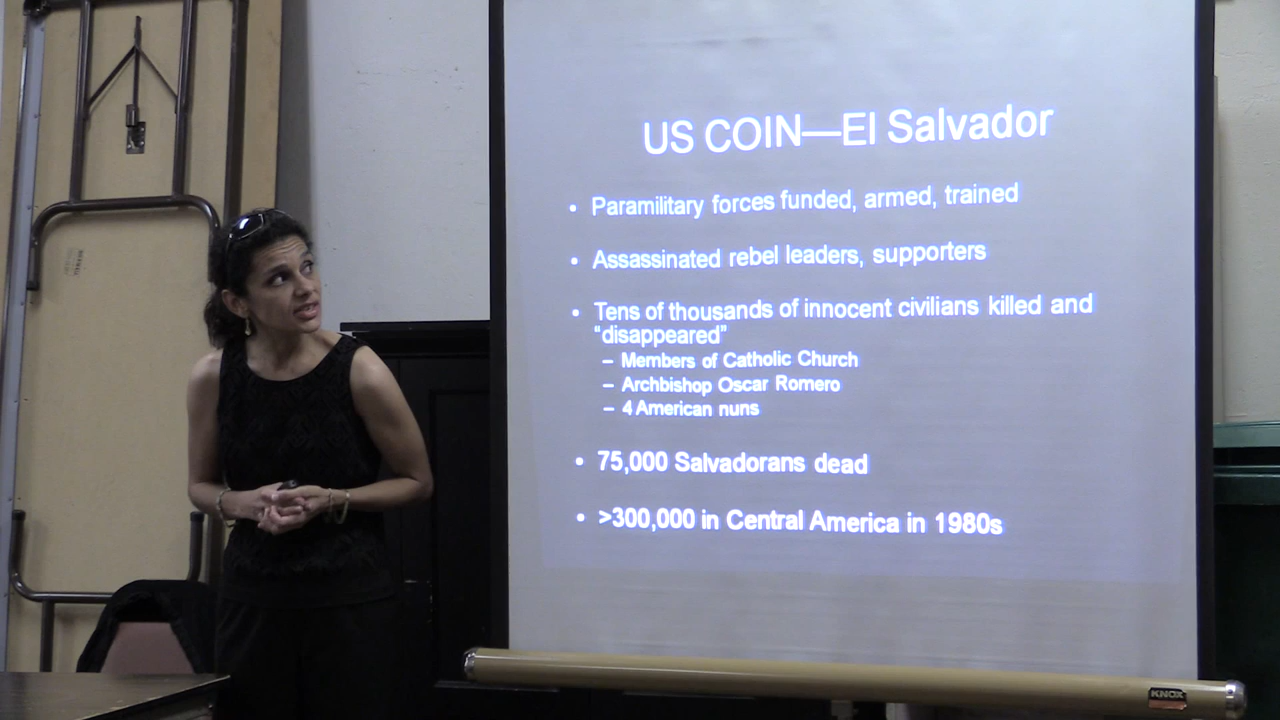 US COIN—El Salvador
• Paramilitary forces funded, armed, trained
• Assassinated rebel leaders, supporters
• Tens of thousands of innocent civilians killed and
"disappeared"
– Members of Catholic Church
– Archbishop Oscar Romero
– 4 American nuns
• 75,000 Salvadorans dead
• >300,000 in Central America in 1980s
KNOX